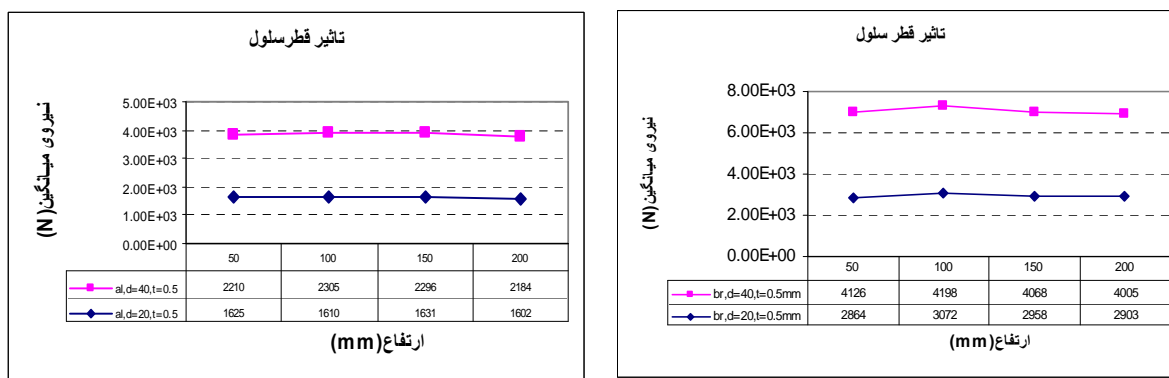 تاثیر قطرسلول
نیروی میانگین(N)
5.00E+03
4.00E+03
3.00E+03
2.00E+03
1.00E+03
0.00E+00
50 100 150 200
al,d=40,t=0.5 2210 2305 2296 2184
al,d=20,t=0.5 1625 1610 1631 1602
ارتفاع(mm)
تاثیر قطر سلول
نیروی میانگین(N)
8.00E+03
6.00E+03
4.00E+03
2.00E+03
0.00E+00
50 100 150 200
br,d=40,t=0.5mm 4126 4198 4068 4005
br,d=20,t=0.5mm 2864 3072 2958 2903
ارتفاع(mm)